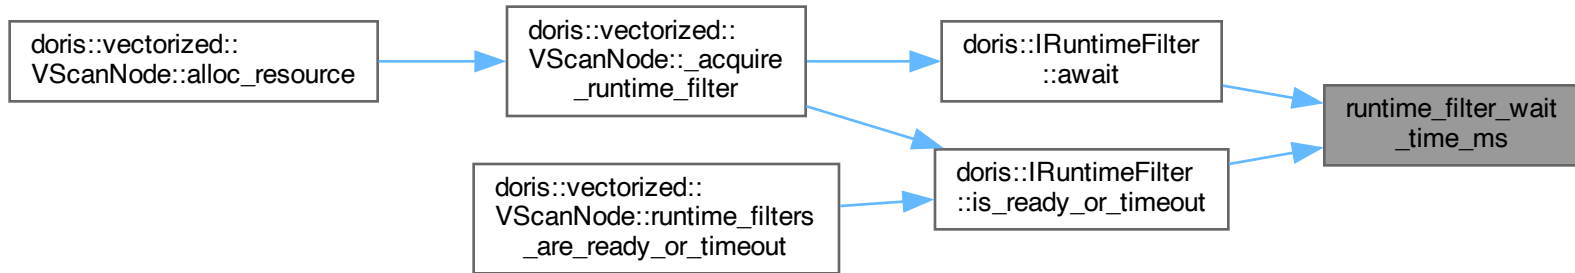 doris::vectorized::
VScanNode::alloc_resource
doris::vectorized::
VScanNode::_acquire
_runtime_filter
doris::IRuntimeFilter
::await
runtime_filter_wait
_time_ms
doris::vectorized::
VScanNode::runtime_filters
_are_ready_or_timeout
doris::IRuntimeFilter
::is_ready_or_timeout